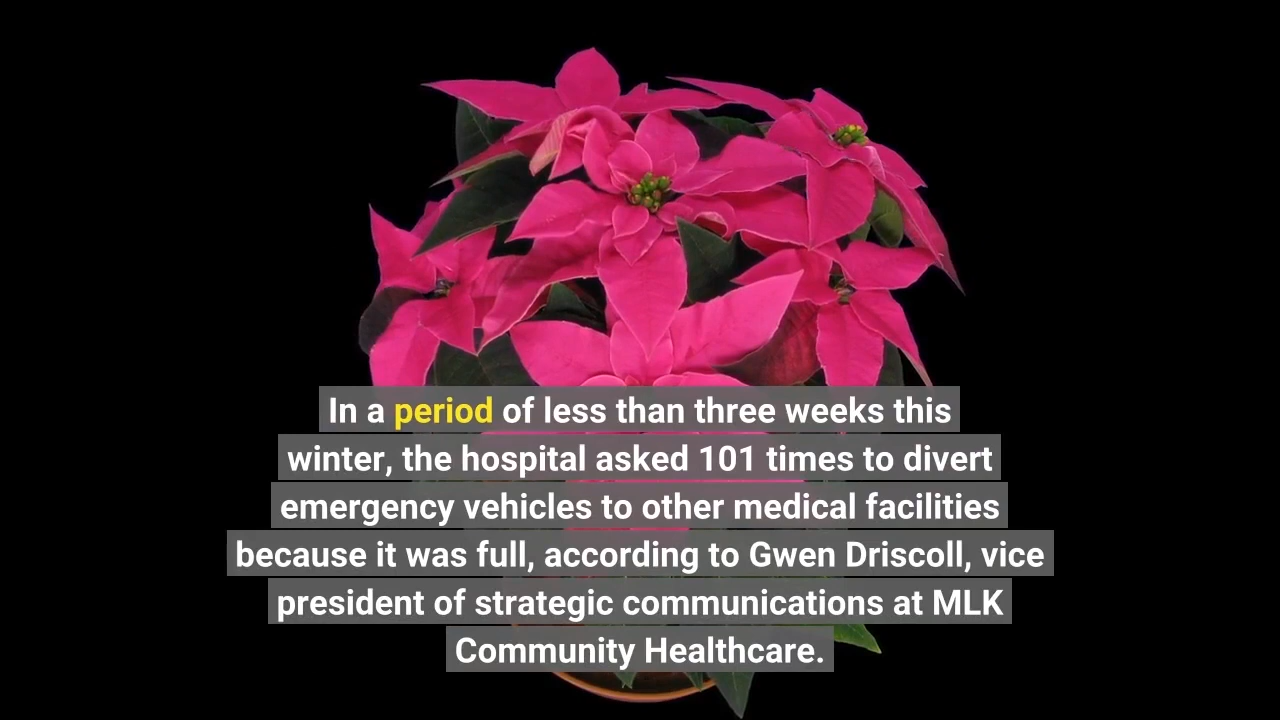 In a period of less than three weeks this
winter, the hospital asked 101 times to divert
emergency vehicles to other medical facilities
because it was full, according to Gwen Driscoll, vice
president of strategic communications at MLK
Community Healthcare.